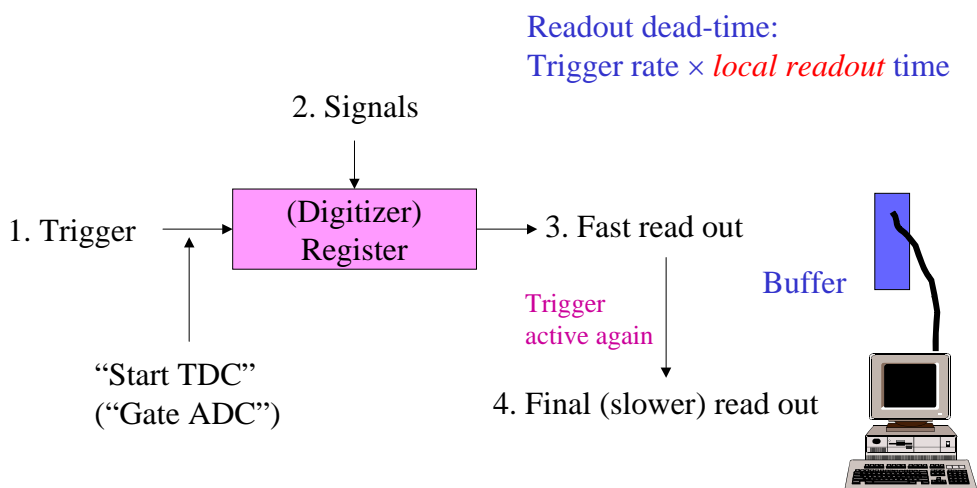 Readout dead-time:
Trigger rate × local readout time
2. Signals
1. Trigger
(Digitizer)
Register
3. Fast read out
Buffer
Trigger
active again
“Start TDC”
(“Gate ADC”)
4. Final (slower) read out